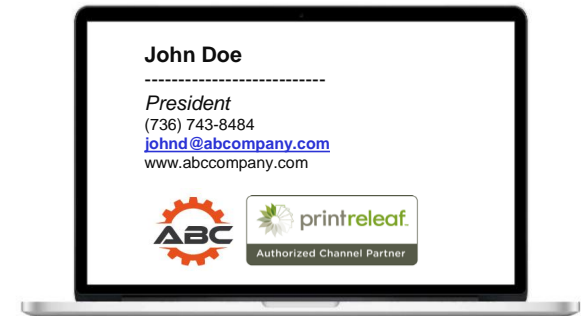 John Doe
---------------------------
President
(736) 743-8484
johnd@abcompany.com
www.abccompany.com
ABC
printreleaf
Authorized Channel Partner